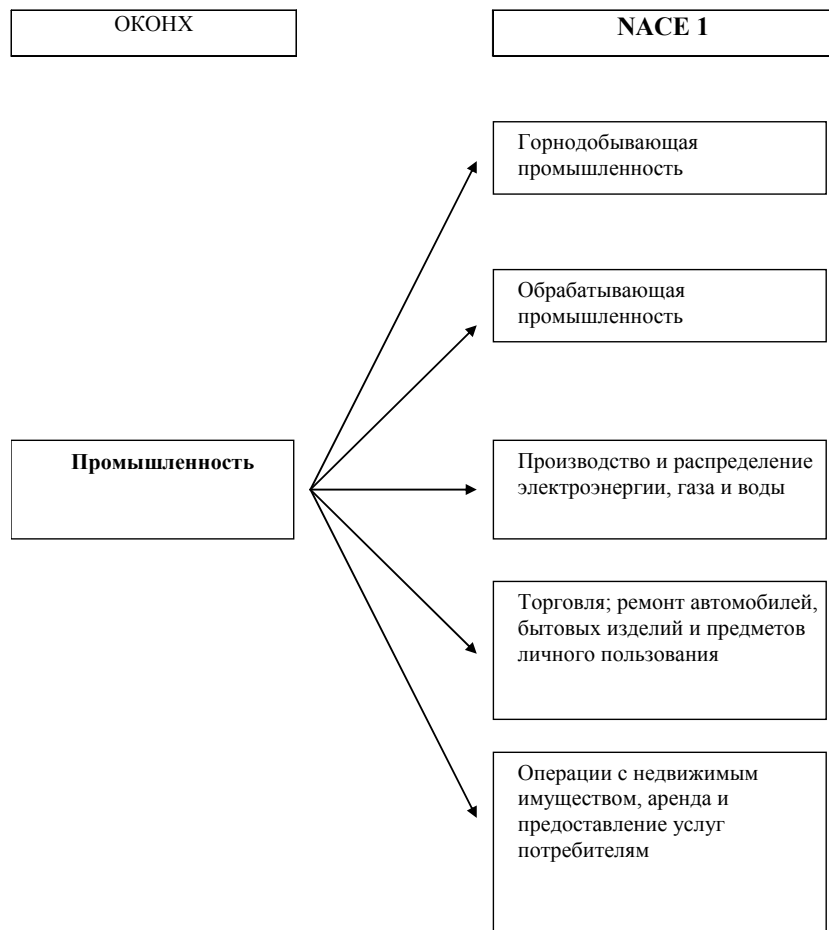 ОКОНХ
NACE 1
Горнодобывающая
промышленность
Обрабатывающая
промышленность
Промышленность
Производство и распределение
электроэнергии, газа и воды
Торговля; ремонт автомобилей,
бытовых изделий и предметов
личного пользования
Операции с недвижимым
имуществом, аренда и
предоставление услуг
потребителям